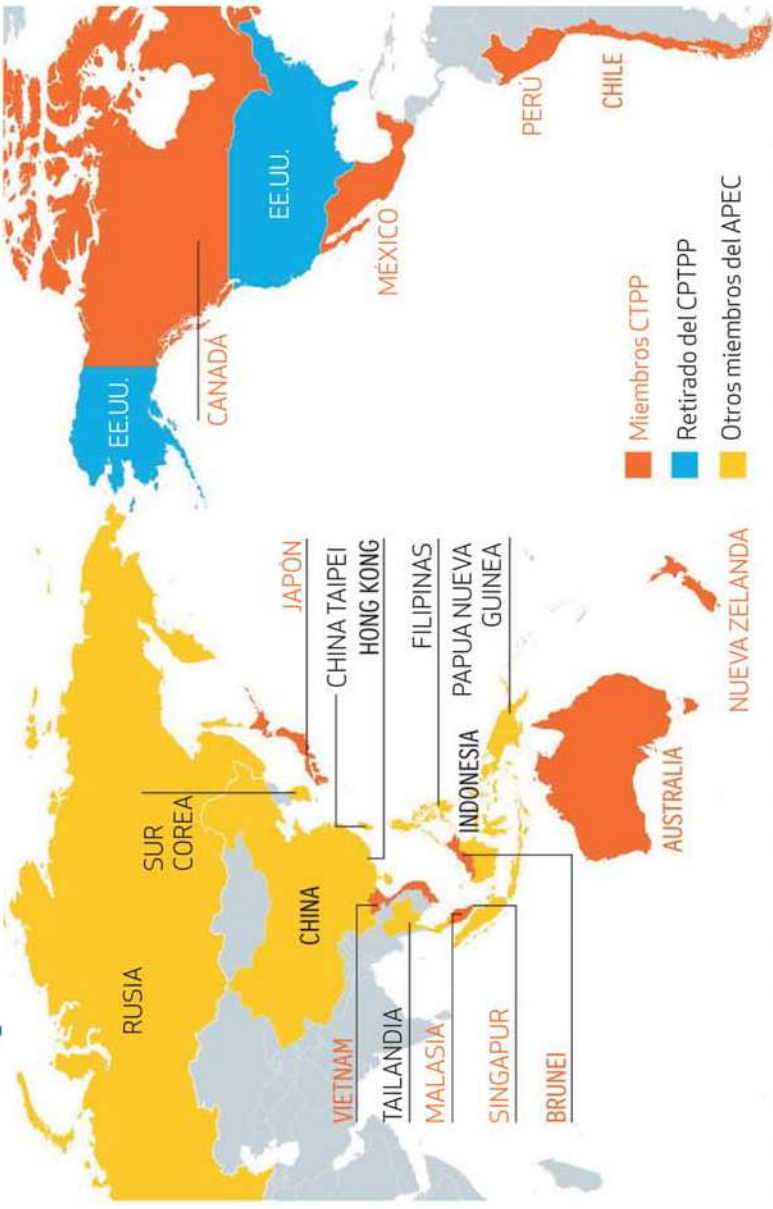 RUSIA
SUR
COREA
CHINA
JAPÓN
CHINA TAIPEI
HONG KONG
FILIPINAS
PAPUA NUEVA
GUINEA
INDONESIA
VIETNAM
TAILANDIA
MALASIA
SINGAPUR
BRUNEI
AUSTRALIA
NUEVA ZELANDA
EE.UU.
CANADÁ
EE.UU.
MÉXICO
PERÚ
CHILE
Miembros CTPP
Retirado del CPTPP
Otros miembros del APEC